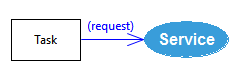 (request)
Task
Service